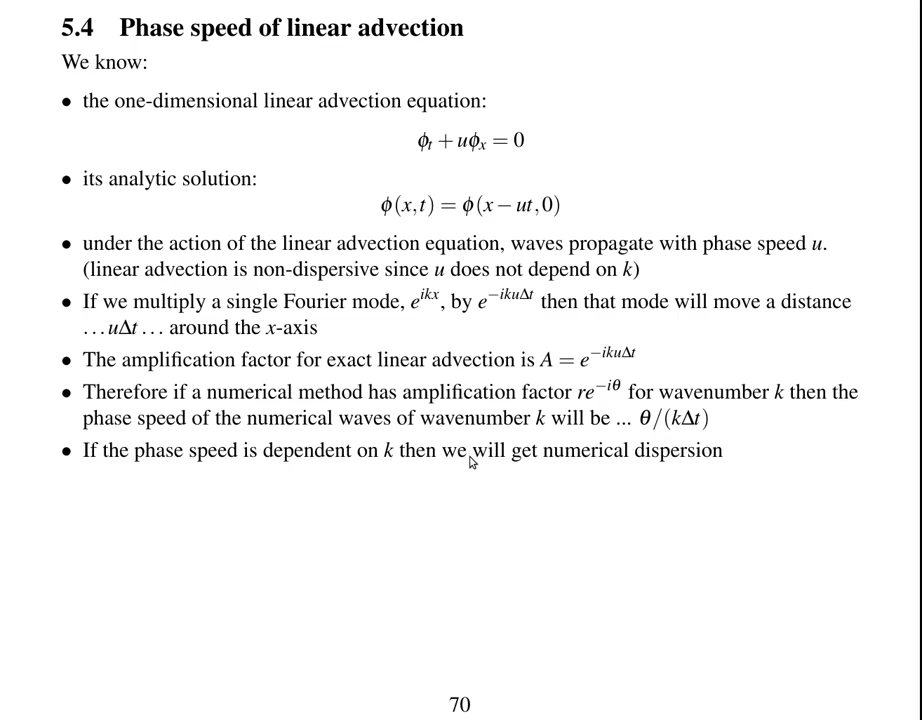 5.4 Phase speed of linear advection
We know:
• the one-dimensional linear advection equation:
ϕₜ + uϕₓ = 0
• its analytic solution:
ϕ(x,t) = ϕ(x − ut,0)
• under the action of the linear advection equation, waves propagate with phase speed u.
(linear advection is non-dispersive since u does not depend on k)
• If we multiply a single Fourier mode, e^{ikx}, by e^{−ikuΔt} then that mode will move a distance
...uΔt... around the x-axis
• The amplification factor for exact linear advection is A = e^{−ikuΔt}
• Therefore if a numerical method has amplification factor re^{−iθ} for wavenumber k then the
phase speed of the numerical waves of wavenumber k will be ... θ/(kΔt)
• If the phase speed is dependent on k then we will get numerical dispersion
70